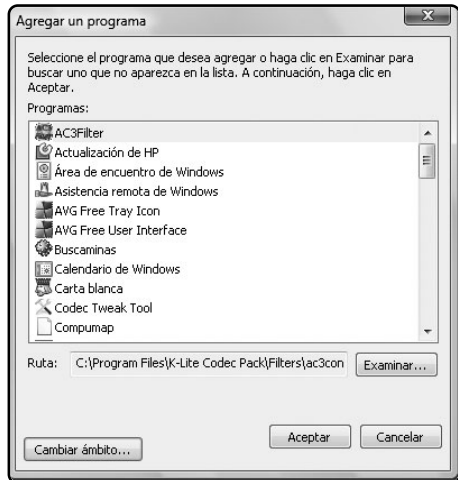 Agregar un programa
Seleccione el programa que desea agregar o haga clic en Examinar para
buscar uno que no aparezca en la lista. A continuación, haga clic en
Aceptar.
Programas:
AC3Filter
Actualización de HP
Área de encuentro de Windows
Asistencia remota de Windows
AVG Free Tray Icon
AVG Free User Interface
Buscaminas
Calendario de Windows
Carta blanca
Codec Tweak Tool
Compumap
Ruta: C:\Program Files\K-Lite Codec Pack\Filters\ac3con Examinar...
Aceptar Cancelar
Cambiar ámbito...